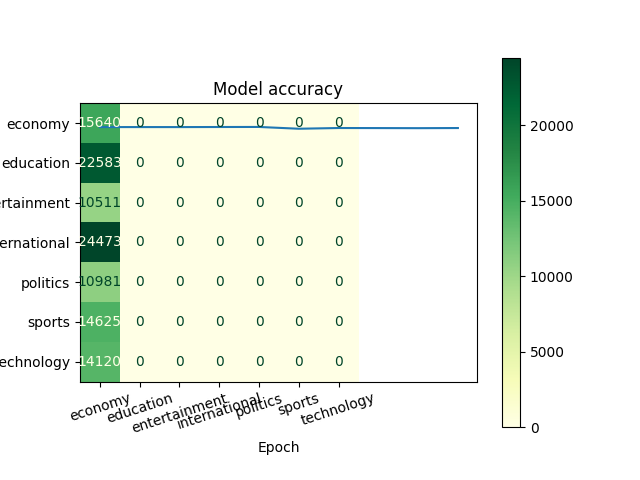 Model accuracy
economy 15640 0 0 0 0 0 0
education 22583 0 0 0 0 0 0
ertainment 10511 0 0 0 0 0 0
ernational 24473 0 0 0 0 0 0
politics 10981 0 0 0 0 0 0
sports 14625 0 0 0 0 0 0
echnology 14120 0 0 0 0 0 0
economy education entertainment international politics sports technology
Epoch
20000
15000
10000
5000
0